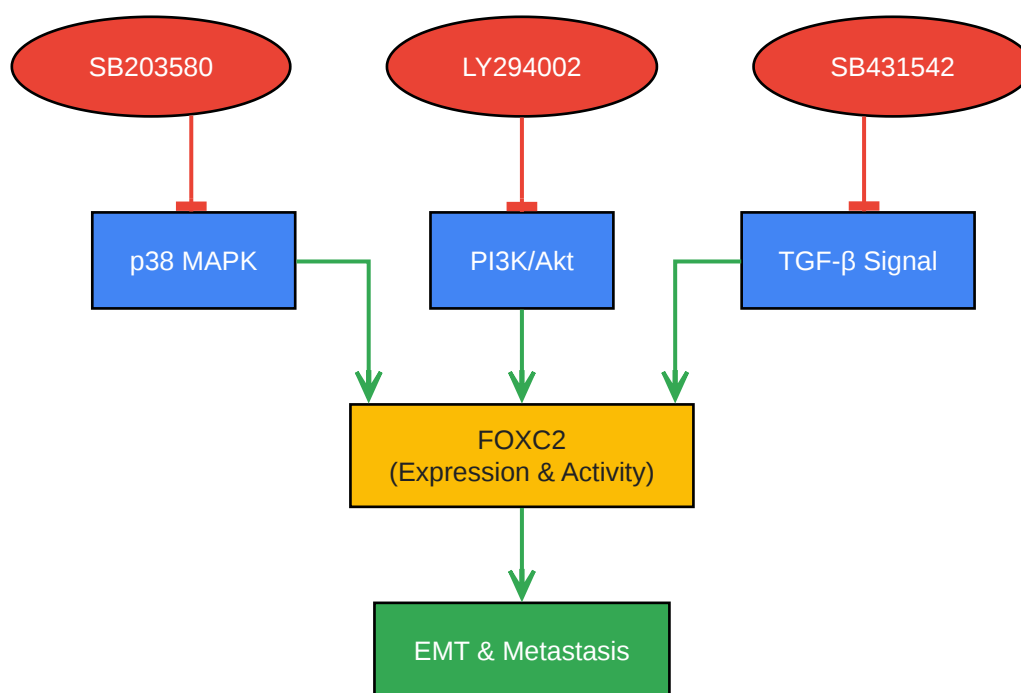 SB203580
LY294002
SB431542
p38 MAPK
PI3K/Akt
TGF-β Signal
FOXC2
(Expression & Activity)
EMT & Metastasis